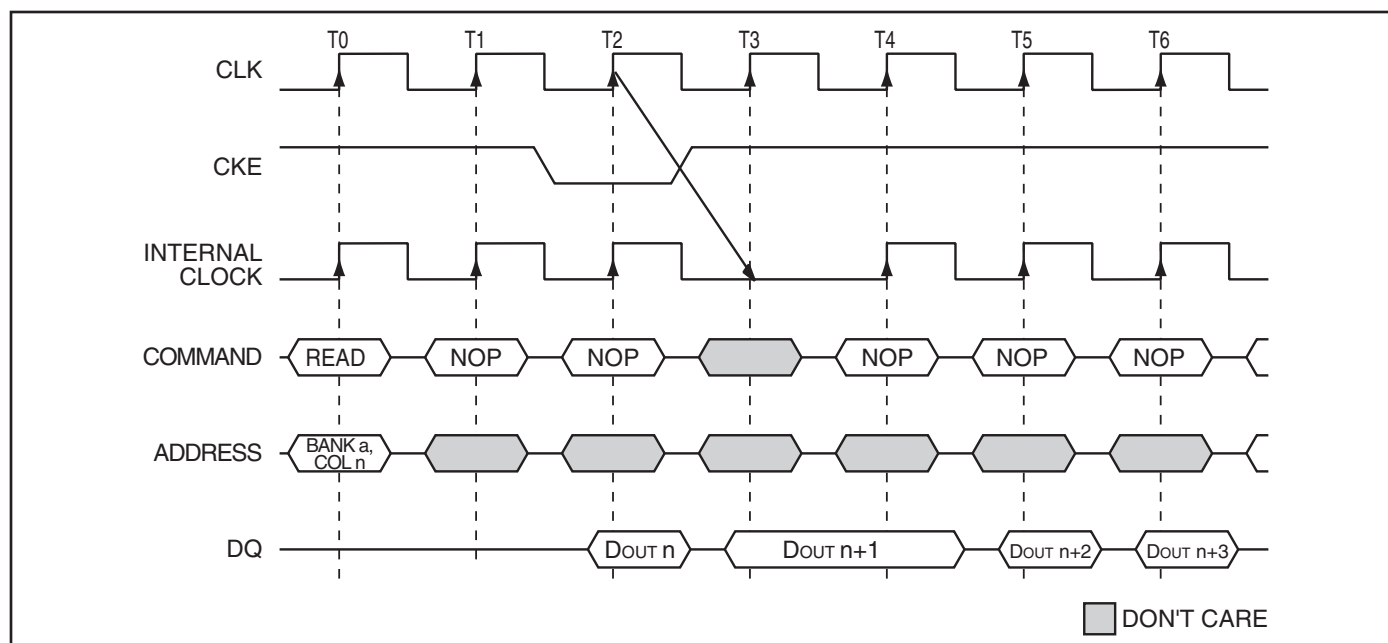 T0 T1 T2 T3 T4 T5 T6
CLK
CKE
INTERNAL
CLOCK
COMMAND READ NOP NOP NOP NOP NOP
ADDRESS BANK a,
COL n
DQ DOUT n DOUT n+1 DOUT n+2 DOUT n+3
DON'T CARE